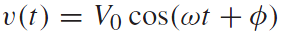 v(t) = V₀ cos(ωt + ϕ)